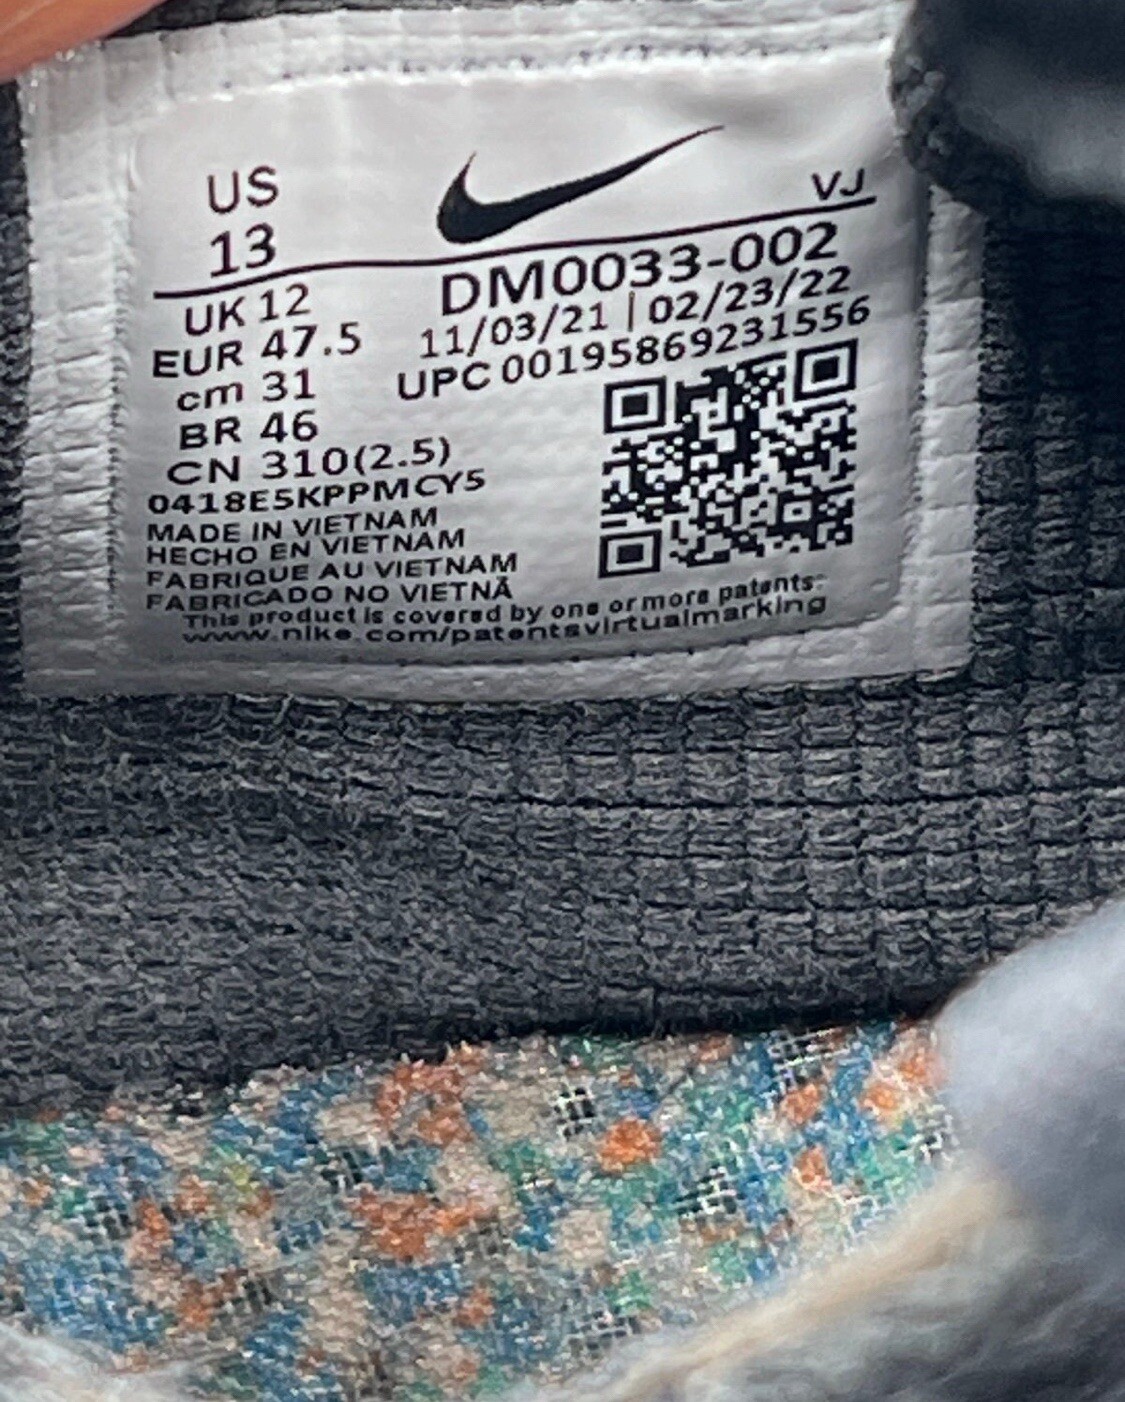 US
13
VJ
UK 12
EUR 47.5
cm 31
BR 46
CN 310(2.5)
DM0033-002
11/03/21 | 02/23/22
UPC 00195869231556
0418E5KPPMCY5
MADE IN VIETNAM
HECHO EN VIETNAM
FABRIQUE AU VIETNAM
FABRICADO NO VIETNÃ
This product is covered by one or more patents:
www.nike.com/patentsvirtualmarking